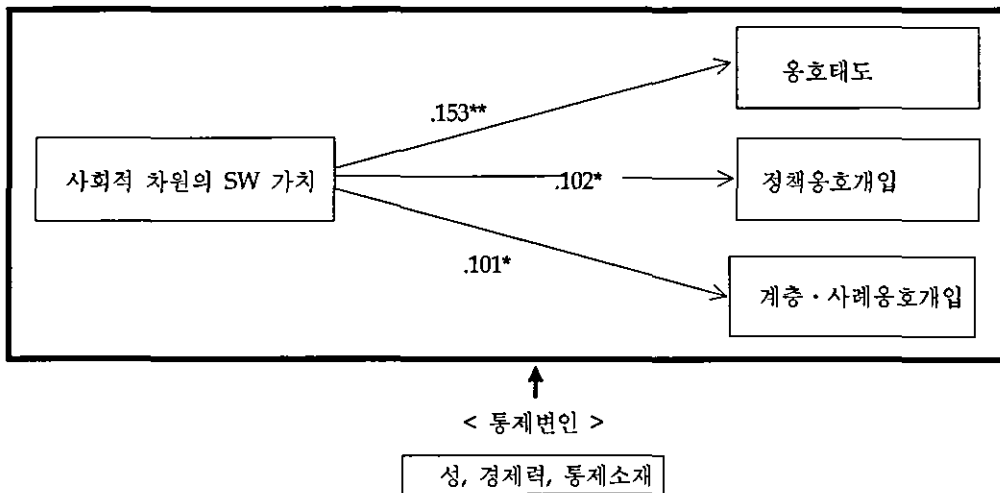 옹호태도
.153**
사회적 차원의 SW 가치
.102*
정책옹호개입
.101*
계층·사례옹호개입
< 통제변인 >
성, 경제력, 통제소재